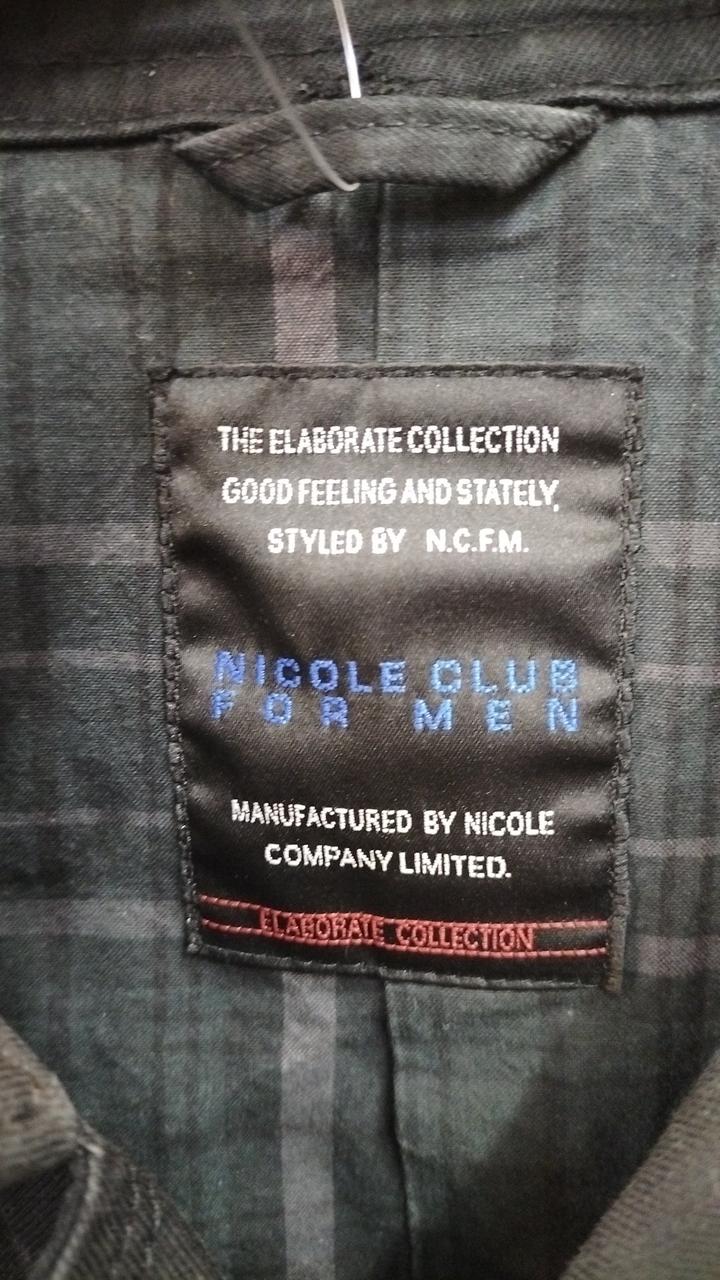 THE ELABORATE COLLECTION
GOOD FEELING AND STATELY,
STYLED BY N.C.F.M.
NICOLE CLUB
FOR MEN
MANUFACTURED BY NICOLE
COMPANY LIMITED.
ELABORATE COLLECTION